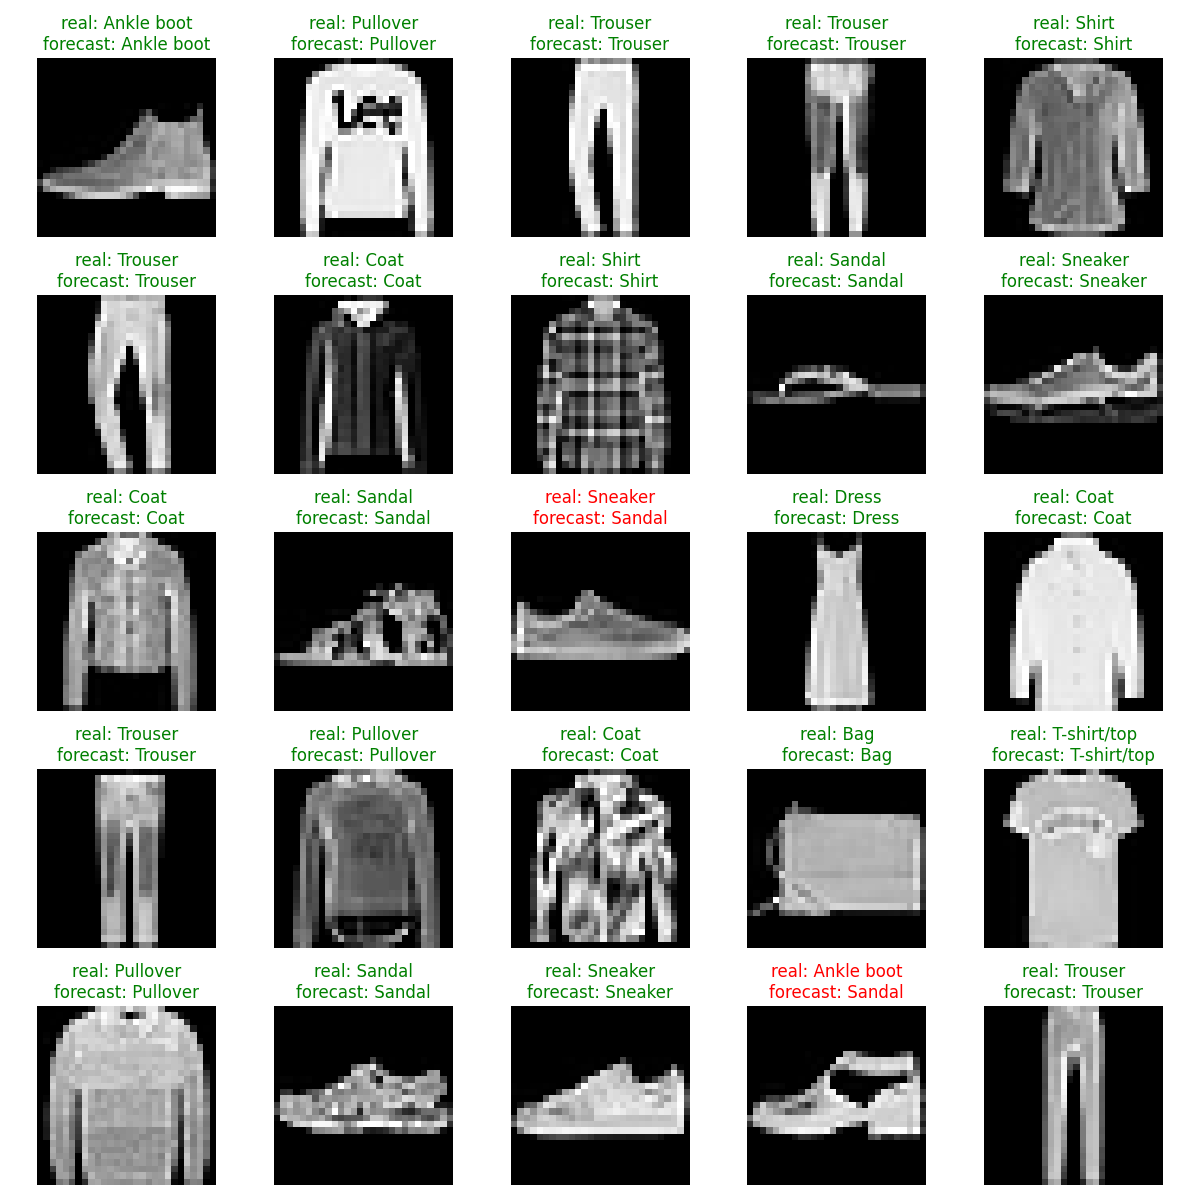 real: Ankle boot
forecast: Ankle boot
real: Pullover
forecast: Pullover
real: Trouser
forecast: Trouser
real: Trouser
forecast: Trouser
real: Shirt
forecast: Shirt
Lee
real: Trouser
forecast: Trouser
real: Coat
forecast: Coat
real: Shirt
forecast: Shirt
real: Sandal
forecast: Sandal
real: Sneaker
forecast: Sneaker
real: Coat
forecast: Coat
real: Sandal
forecast: Sandal
real: Sneaker
forecast: Sandal
real: Dress
forecast: Dress
real: Coat
forecast: Coat
real: Trouser
forecast: Trouser
real: Pullover
forecast: Pullover
real: Coat
forecast: Coat
real: Bag
forecast: Bag
real: T-shirt/top
forecast: T-shirt/top
real: Pullover
forecast: Pullover
real: Sandal
forecast: Sandal
real: Sneaker
forecast: Sneaker
real: Ankle boot
forecast: Sandal
real: Trouser
forecast: Trouser